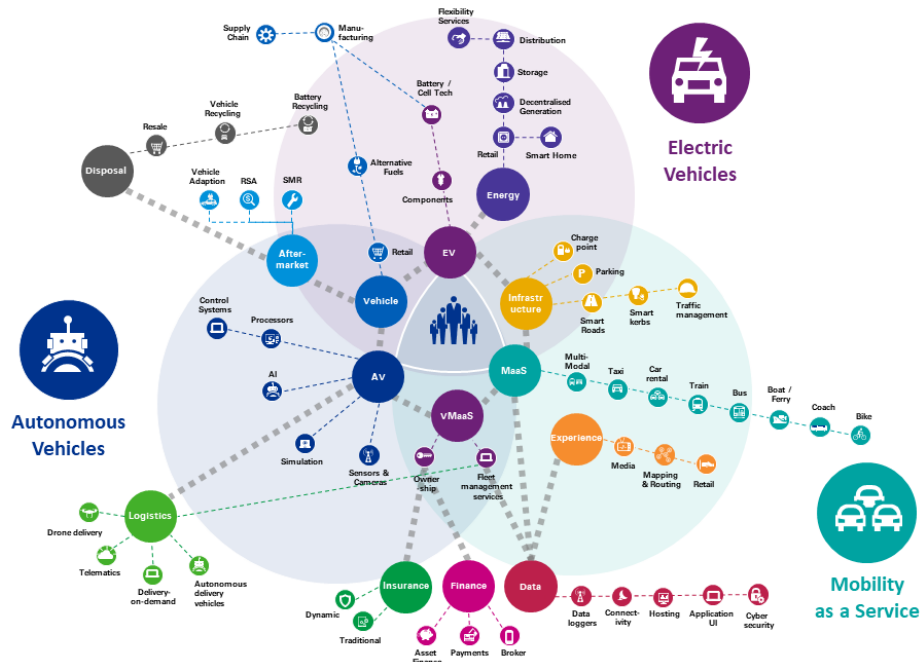 Flexibility
Services
Supply
Chain
Manu-
facturing
Distribution
Storage
Battery /
Cell Tech
Battery
Recycling
Vehicle
Recycling
Resale
Decentralised
Generation
Electric
Vehicles
Retail
Smart Home
Disposal
Alternative
Fuels
Vehicle
Adaption
RSA
SMR
Components
Energy
After-
market
Retail
EV
Charge
point
Parking
Vehicle
Infrastr
ucture
Smart
Roads
Smart
kerbs
Traffic
management
Control
Systems
Processors
AI
AV
MaaS
Multi-
Modal
Taxi
Car
rental
Train
Bus
Boat /
Ferry
Coach
Bike
Autonomous
Vehicles
vMaaS
Experience
Simulation
Sensors &
Cameras
Owner
ship
Fleet
management
services
Media
Mapping
& Routing
Retail
Logistics
Drone delivery
Telematics
Delivery-
on-demand
Autonomous
delivery
vehicles
Insurance
Finance
Data
Dynamic
Traditional
Asset
Finance
Payments
Broker
Data
loggers
Connect-
ivity
Hosting
Application
UI
Cyber
security
Mobility
as a Service